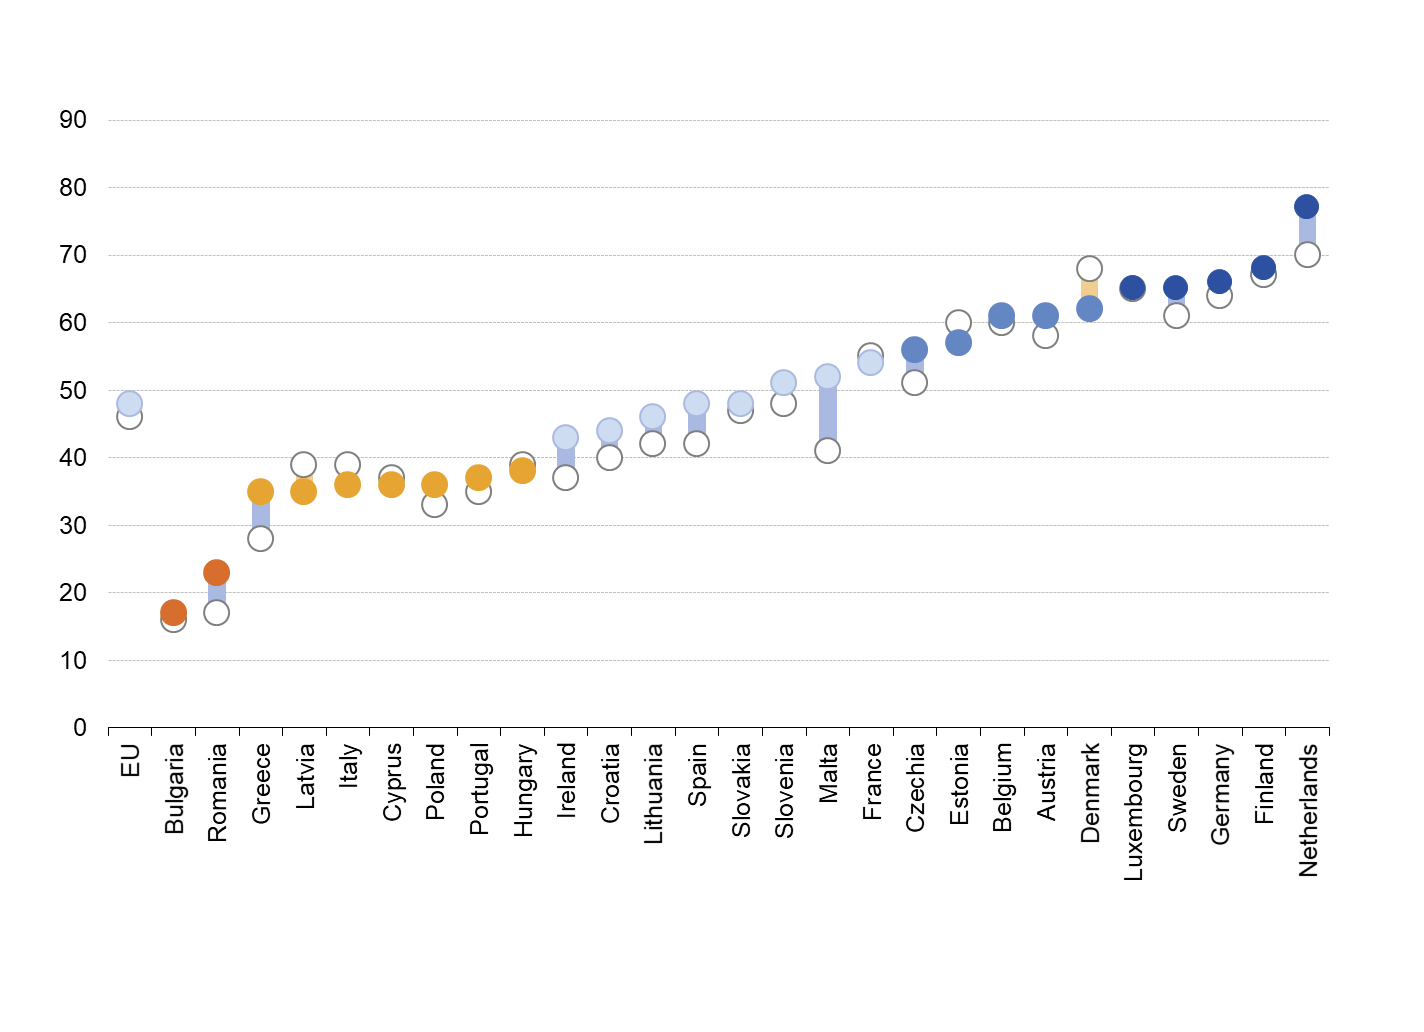 90
80
70
60
50
40
30
20
10
0
EU
Bulgaria
Romania
Greece
Latvia
Italy
Cyprus
Poland
Portugal
Hungary
Ireland
Croatia
Lithuania
Spain
Slovakia
Slovenia
Malta
France
Czechia
Estonia
Belgium
Austria
Denmark
Luxembourg
Sweden
Germany
Finland
Netherlands